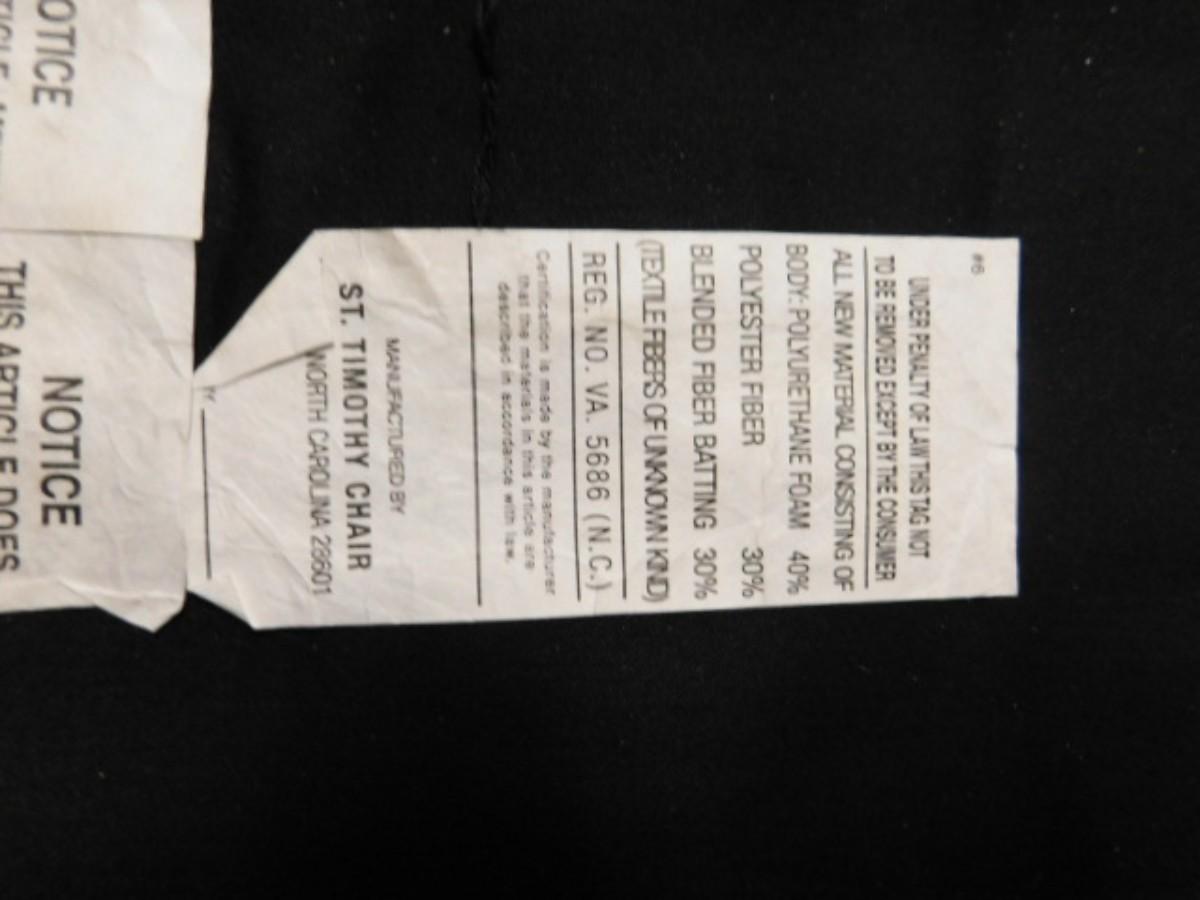 #6
UNDER PENALTY OF LAW THIS TAG NOT
TO BE REMOVED EXCEPT BY THE CONSUMER
ALL NEW MATERIAL CONSISTING OF
BODY: POLYURETHANE FOAM 40%
POLYESTER FIBER 30%
BLENDED FIBER BATTING 30%
(TEXTILE FIBERS OF UNKNOWN KIND)
REG. NO. VA. 5686 (N.C.)
Certification is made by the manufacturer
that the materials in this article are
described in accordance with law.
MANUFACTURED BY
ST. TIMOTHY CHAIR
NORTH CAROLINA 28601
OTICE
NOTICE
THIS ARTICLE DOES